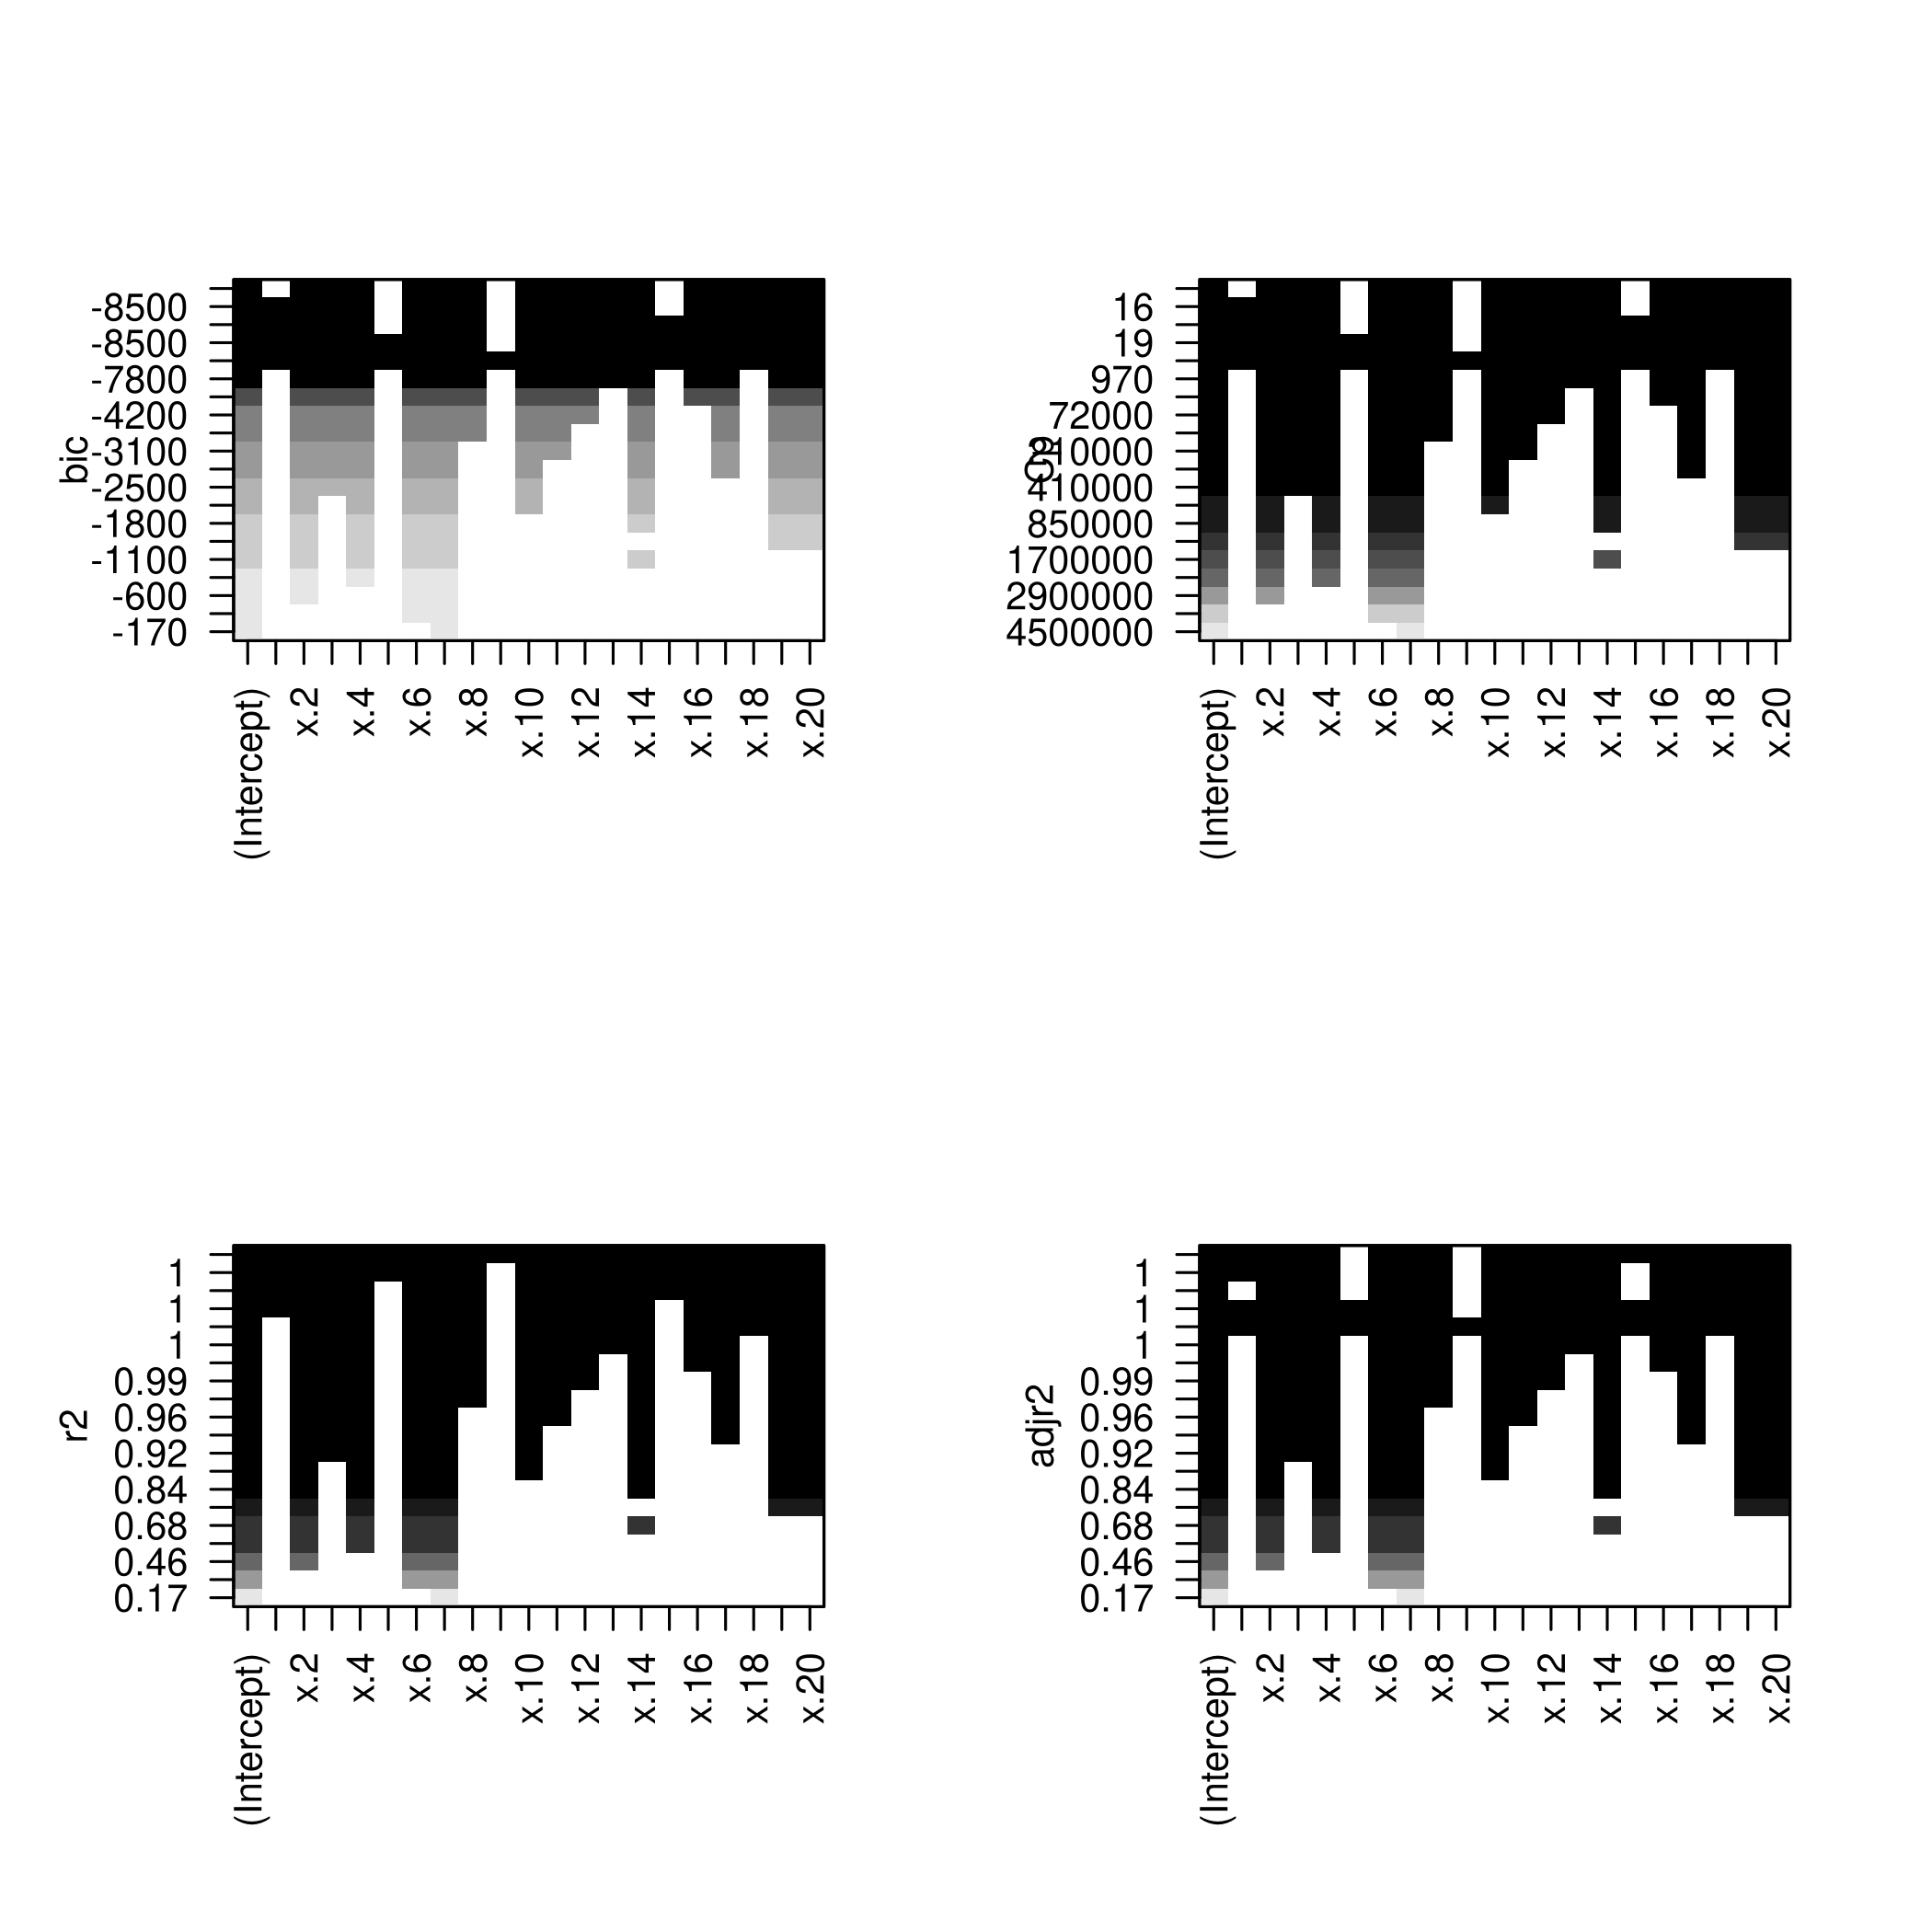 bic
-8500
-8500
-7800
-4200
-3100
-2500
-1800
-1100
-600
-170
(Intercept)
x.2
x.4
x.6
x.8
x.10
x.12
x.14
x.16
x.18
x.20
Cp
16
19
970
72000
210000
410000
850000
1700000
2900000
4500000
(Intercept)
x.2
x.4
x.6
x.8
x.10
x.12
x.14
x.16
x.18
x.20
r2
1
1
1
0.99
0.96
0.92
0.84
0.68
0.46
0.17
(Intercept)
x.2
x.4
x.6
x.8
x.10
x.12
x.14
x.16
x.18
x.20
adjr2
1
1
1
0.99
0.96
0.92
0.84
0.68
0.46
0.17
(Intercept)
x.2
x.4
x.6
x.8
x.10
x.12
x.14
x.16
x.18
x.20